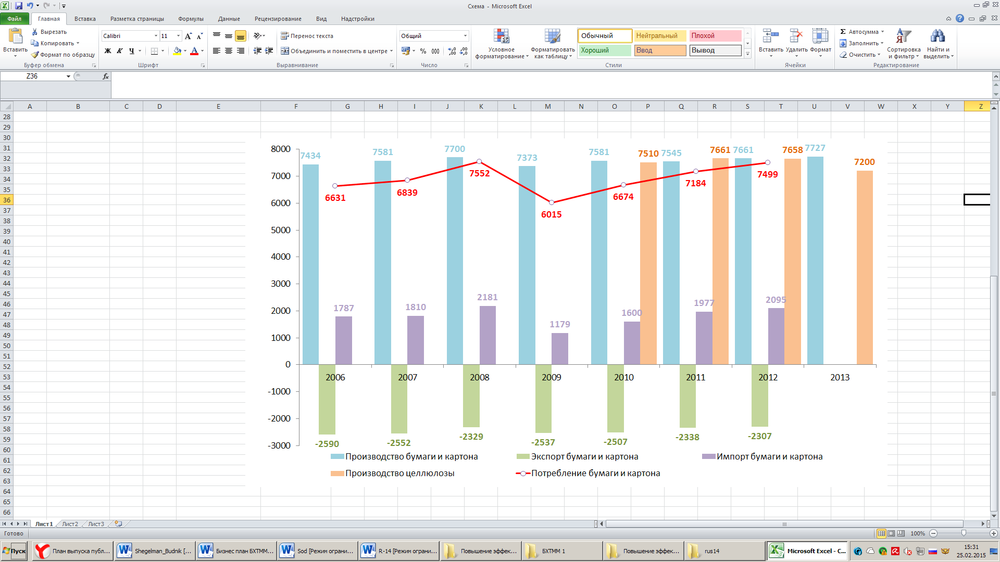 Схема - Microsoft Excel
Файл Главная Вставка Разметка страницы Формулы Данные Рецензирование Вид Надстройки
Вставить Вырезать Копировать Формат по образцу
Calibri 11
Ж К Ч
Перенос текста
Объединить и поместить в центре
Общий
% 000
Условное форматирование
Форматировать как таблицу
Обычный Нейтральный Плохой
Хороший Ввод Вывод
Вставить Удалить Формат
Σ Автосумма
Заполнить
Очистить
Сортировка и фильтр
Найти и выделить
Буфер обмена Шрифт Выравнивание Число Стили Ячейки Редактирование
Z36 fx
A B C D E F G H I J K L M N O P Q R S T U V W X Y Z
28
29
30
31
32
33
34
35
36
37
38
39
40
41
42
43
44
45
46
47
48
49
50
51
52
53
54
55
56
57
58
59
60
61
62
63
64
65
66
8000
7000
6000
5000
4000
3000
2000
1000
0
-1000
-2000
-3000
7434 7581 7700 7373 7581 7545 7661 7727
7510 7661 7658 7200
6631 6839 7552 6015 6674 7184 7499
1787 1810 2181 1179 1600 1977 2095
2006 2007 2008 2009 2010 2011 2012 2013
-2590 -2552 -2329 -2537 -2507 -2338 -2307
Производство бумаги и картона Экспорт бумаги и картона Импорт бумаги и картона
Производство целлюлозы Потребление бумаги и картона
Лист1 Лист2 Лист3
Готово 100%
Пуск План выпуска публ... Shegelman_Budnik [... Бизнес план БХТММ... Sod [Режим ограни... R-14 [Режим ограни... Повышение эффек... БХТММ 1 Повышение эффек... rus14 Microsoft Excel - С...
15:31
25.02.2015